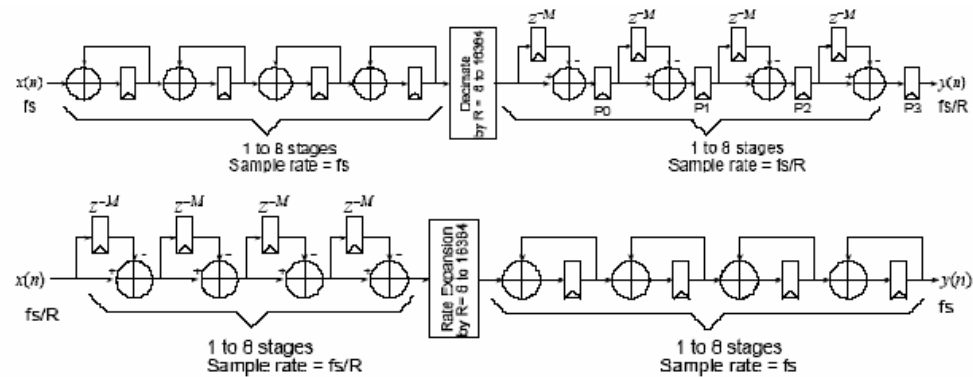 z^-M z^-M z^-M z^-M
x(n)
fs
Decimate
by R = 8 to 16384
- - - -
+ + + +
P0 P1 P2 P3
y(n)
fs/R
1 to 8 stages
Sample rate = fs
1 to 8 stages
Sample rate = fs/R
z^-M z^-M z^-M z^-M
- - - -
+ + + +
x(n)
fs/R
Rate Expansion
by R= 8 to 16384
y(n)
fs
1 to 8 stages
Sample rate = fs/R
1 to 8 stages
Sample rate = fs